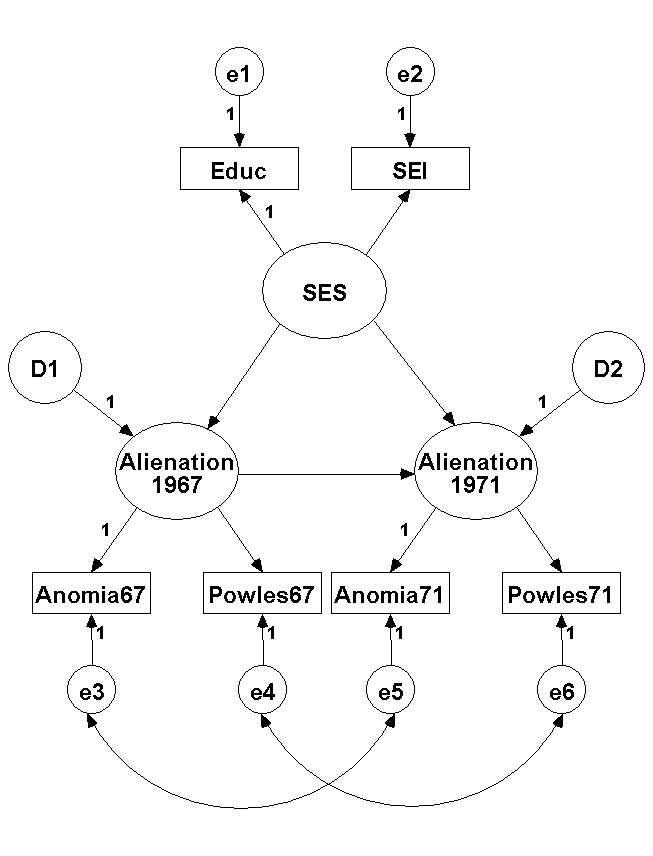 e1
e2
1
1
Educ
SEI
1
SES
D1
D2
1
1
Alienation
1967
Alienation
1971
1
1
Anomia67
Powles67
Anomia71
Powles71
1
1
1
1
e3
e4
e5
e6